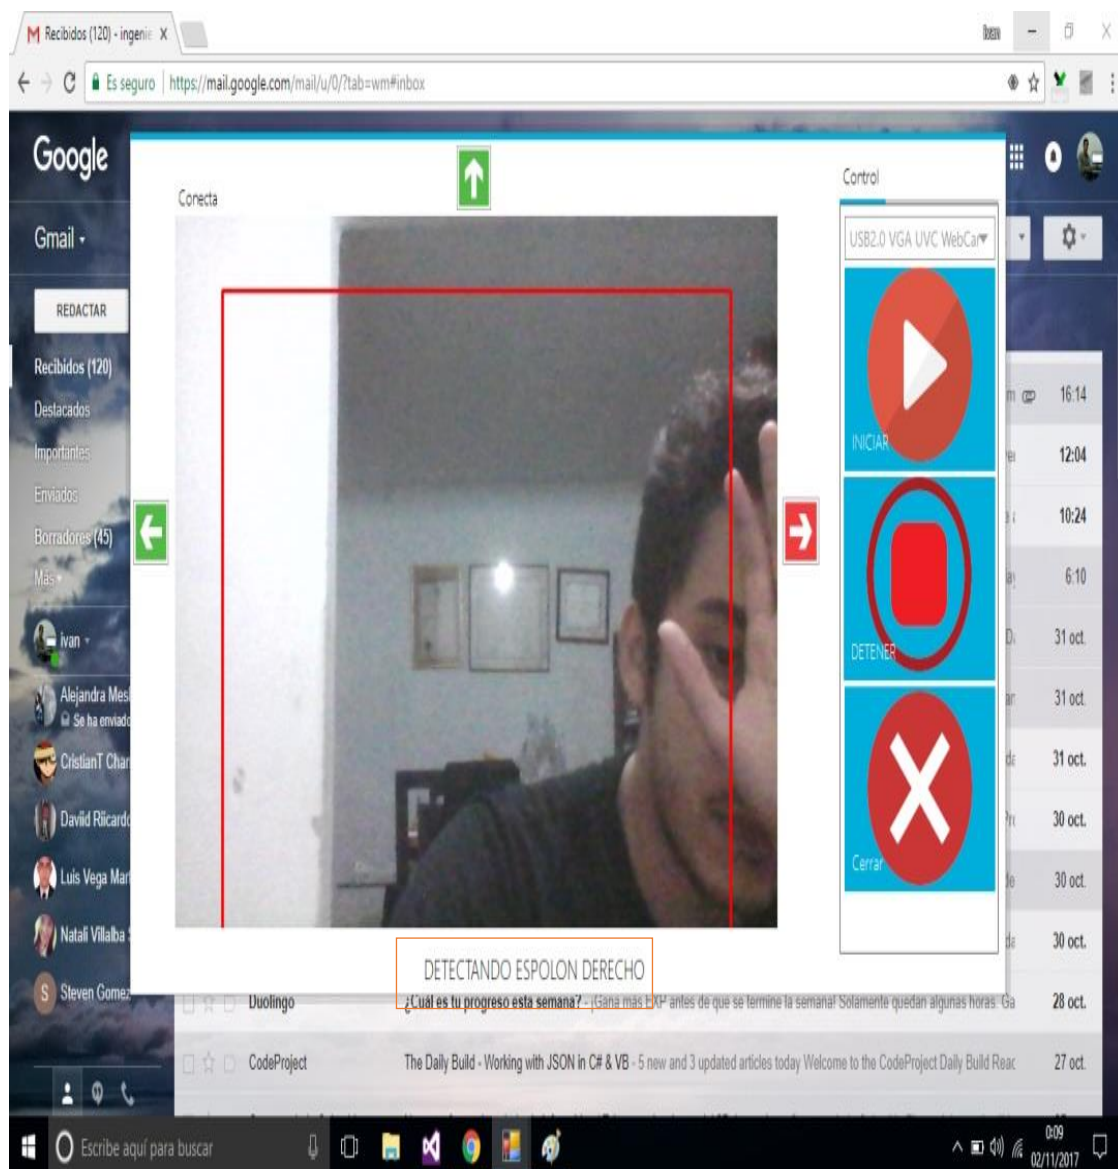 Recibidos (120) - ingenie
Es seguro
https://mail.google.com/mail/u/0/?tab=wm#inbox
Google
Gmail
REDACTAR
Recibidos (120)
Destacados
Importantes
Enviados
Borradores (45)
Más
ivan
Alejandra Mes
Se ha enviado
CristianT Char
Daviid Riicardo
Luis Vega Mar
Natali Villalba
S Steven Gomez
Conecta
Control
USB2.0 VGA UVC WebCar
INICIAR
DETENER
Cerrar
DETECTANDO ESPOLON DERECHO
16:14
12:04
10:24
6:10
31 oct.
31 oct.
31 oct.
30 oct.
30 oct.
30 oct.
Duolingo ¿Cuál es tu progreso esta semana? - ¡Gana más EXP antes de que se termine la semana! Solamente quedan algunas horas. Ga 28 oct.
CodeProject The Daily Build - Working with JSON in C# & VB - 5 new and 3 updated articles today Welcome to the CodeProject Daily Build Reac 27 oct.
Escribe aquí para buscar
0:09
02/11/2017